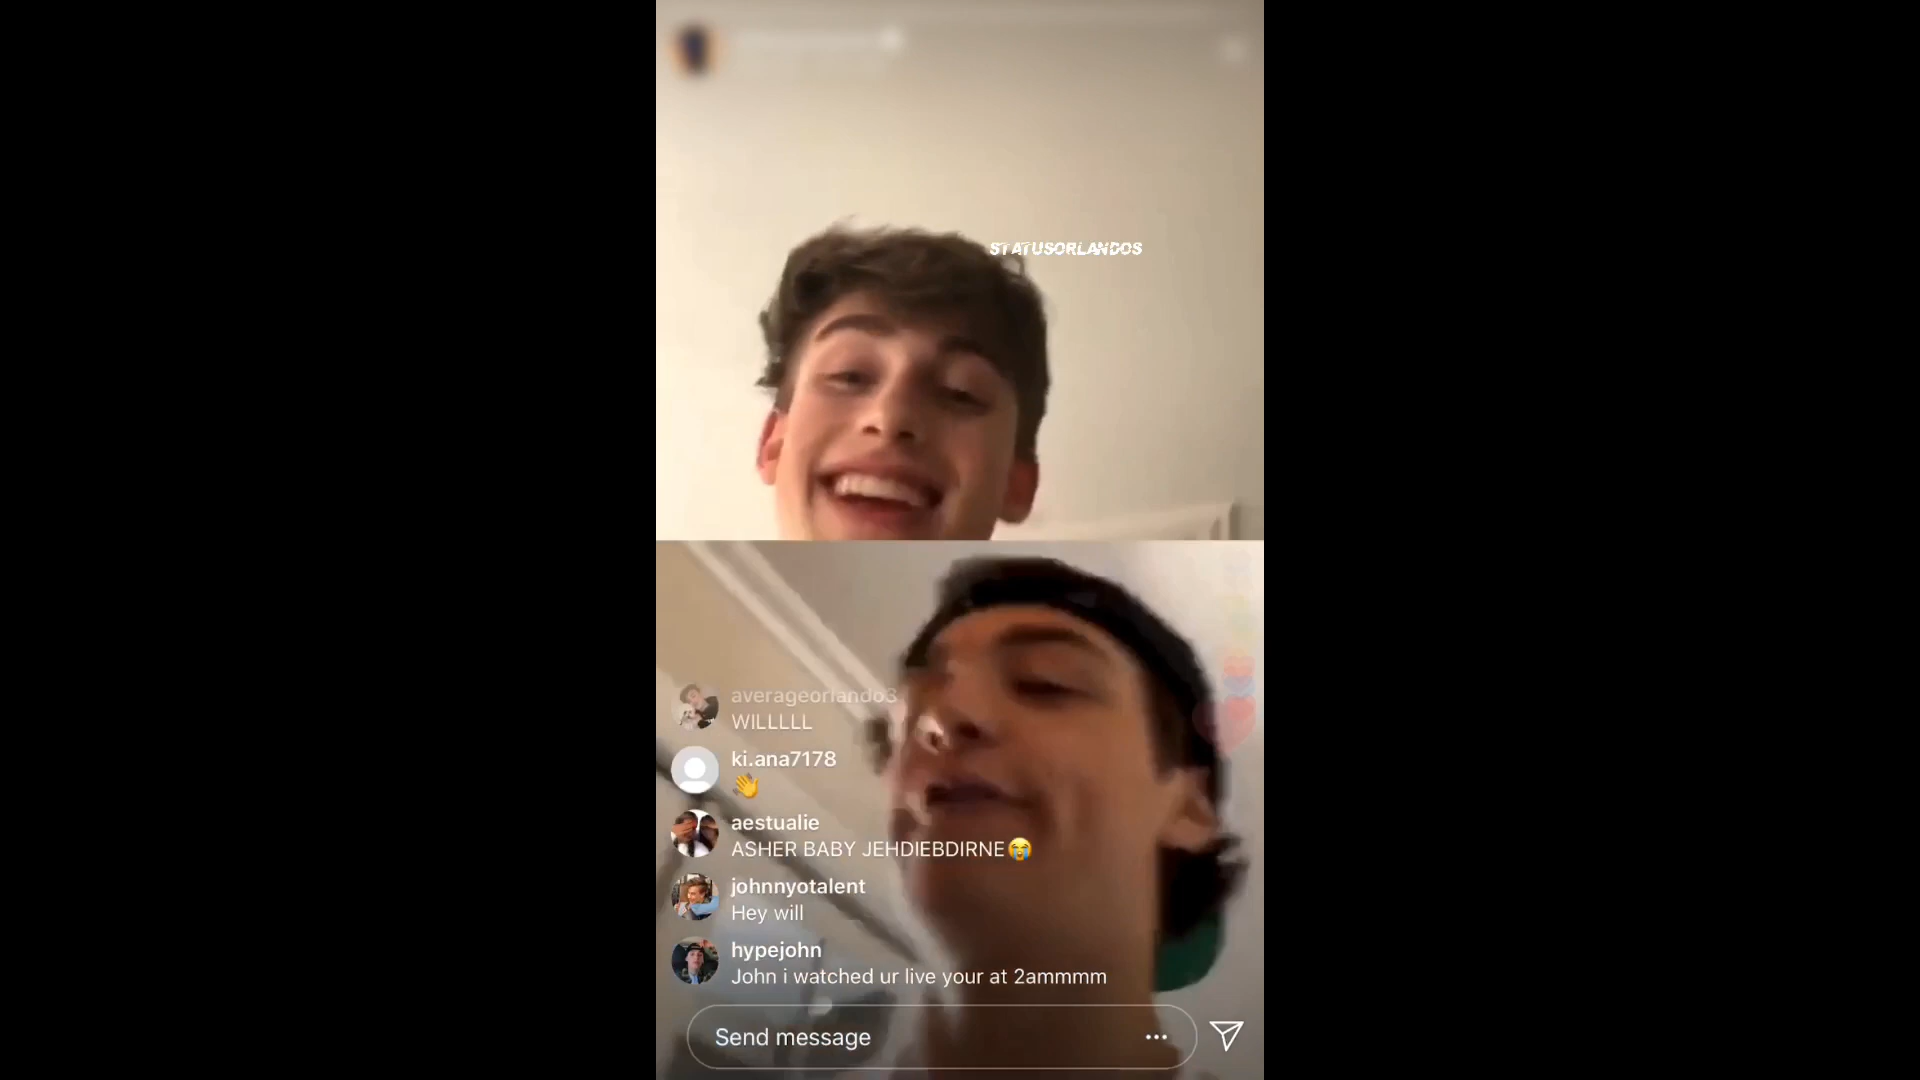 STATUSORLANDOS
averageorlando3
WILLLLL
ki.ana7178
👋
aestualie
ASHER BABY JEHDIEBDIRNE😭
johnnyotalent
Hey will
hypejohn
John i watched ur live your at 2ammmm
Send message